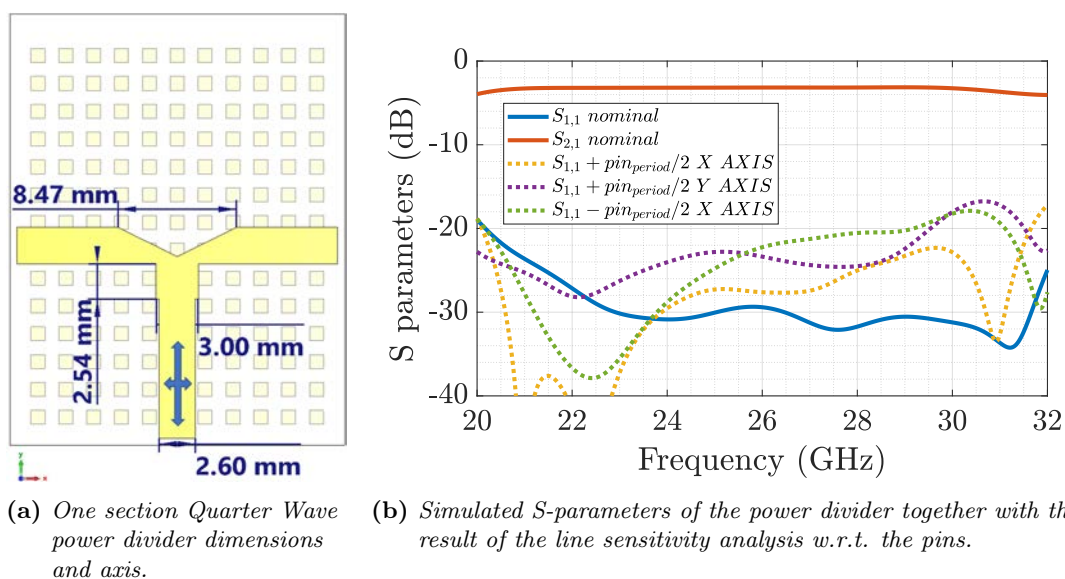 8.47 mm
2.54 mm
3.00 mm
2.60 mm
y
x
S parameters (dB)
0
-10
-20
-30
-40
S1,1 nominal
S2,1 nominal
S1,1 + pinperiod/2 X AXIS
S1,1 + pinperiod/2 Y AXIS
S1,1 − pinperiod/2 X AXIS
20 22 24 26 28 30 32
Frequency (GHz)
(a) One section Quarter Wave
power divider dimensions
and axis.
(b) Simulated S-parameters of the power divider together with th
result of the line sensitivity analysis w.r.t. the pins.